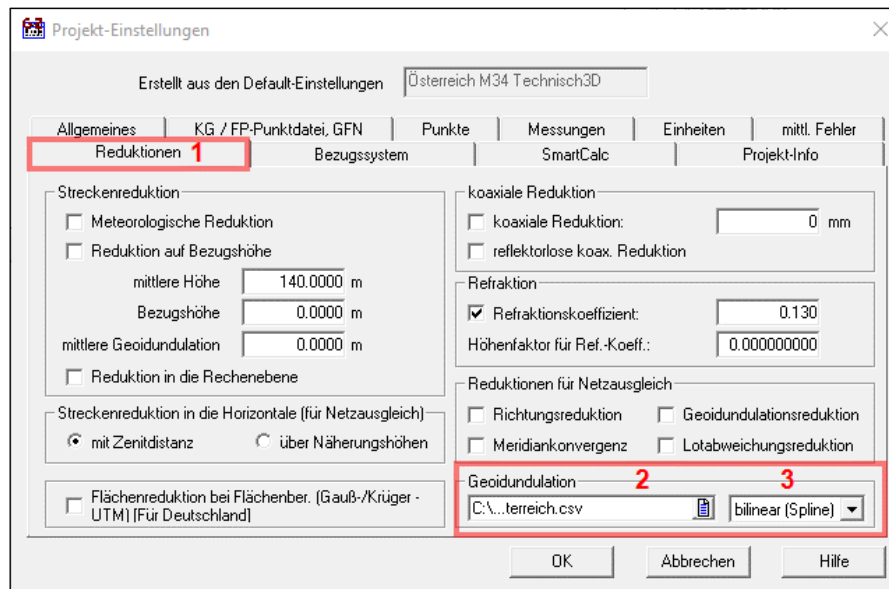 Projekt-Einstellungen
Erstellt aus den Default-Einstellungen Österreich M34 Technisch3D
Allgemeines KG / FP-Punktdatei, GFN Punkte Messungen Einheiten mittl. Fehler
Reduktionen 1 Bezugssystem SmartCalc Projekt-Info
Streckenreduktion
Meteorologische Reduktion
Reduktion auf Bezugshöhe
mittlere Höhe 140.0000 m
Bezugshöhe 0.0000 m
mittlere Geoidundulation 0.0000 m
Reduktion in die Rechenebene
Streckenreduktion in die Horizontale (für Netzausgleich)
mit Zenitdistanz über Näherungshöhen
Flächenreduktion bei Flächenber. (Gauß-/Krüger -
UTM) [Für Deutschland]
koaxiale Reduktion
koaxiale Reduktion: 0 mm
reflektorlose koax. Reduktion
Refraktion
Refraktionskoeffizient: 0.130
Höhenfaktor für Ref.-Koeff.: 0.000000000
Reduktionen für Netzausgleich
Richtungsreduktion Geoidundulationsreduktion
Meridiankonvergenz Lotabweichungsreduktion
Geoidundulation 2 3
C:\...terreich.csv bilinear (Spline)
OK Abbrechen Hilfe